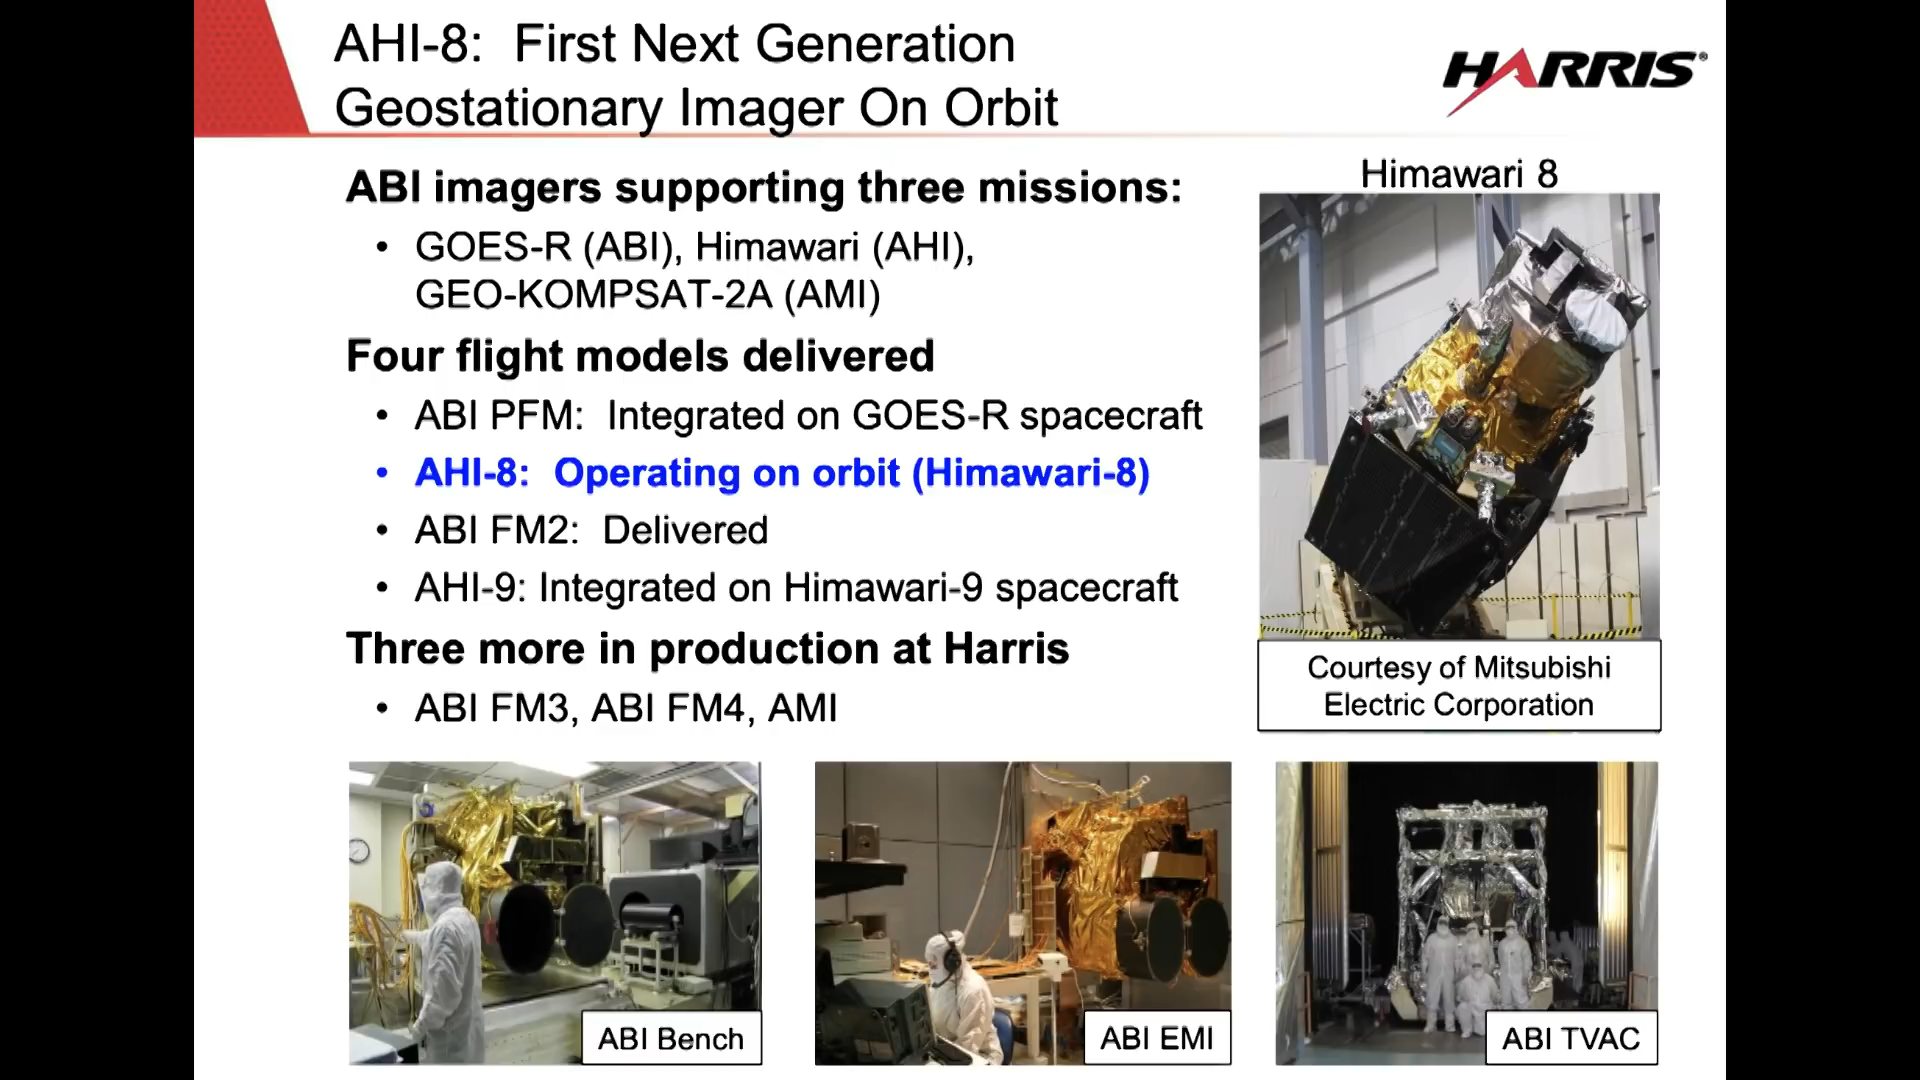 AHI-8: First Next Generation
Geostationary Imager On Orbit
HARRIS®
ABI imagers supporting three missions:
• GOES-R (ABI), Himawari (AHI),
GEO-KOMPSAT-2A (AMI)
Four flight models delivered
• ABI PFM: Integrated on GOES-R spacecraft
• AHI-8: Operating on orbit (Himawari-8)
• ABI FM2: Delivered
• AHI-9: Integrated on Himawari-9 spacecraft
Three more in production at Harris
• ABI FM3, ABI FM4, AMI
Himawari 8
Courtesy of Mitsubishi
Electric Corporation
ABI Bench
ABI EMI
ABI TVAC